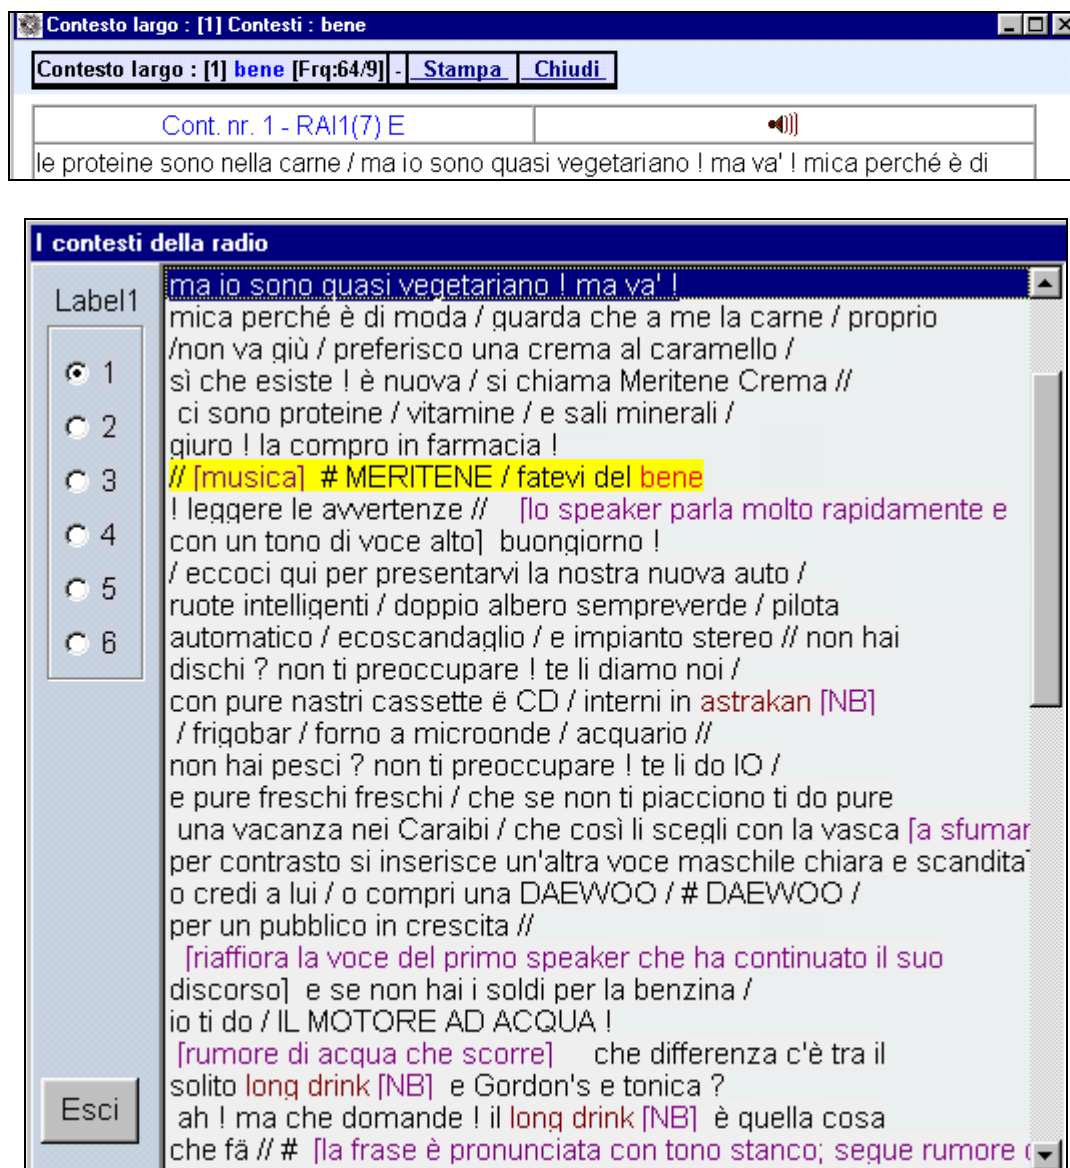 Contesto largo : [1] Contesti : bene
Contesto largo : [1] bene [Frq:64/9] - Stampa Chiudi
Cont. nr. 1 - RAI1(7) E
le proteine sono nella carne / ma io sono quasi vegetariano ! ma va' ! mica perché è di
I contesti della radio
Label1
1
2
3
4
5
6
Esci
ma io sono quasi vegetariano ! ma va' !
mica perché è di moda / guarda che a me la carne / proprio
/non va giù / preferisco una crema al caramello /
sì che esiste ! è nuova / si chiama Meritene Crema //
ci sono proteine / vitamine / e sali minerali /
giuro ! la compro in farmacia !
// [musica] # MERITENE / fatevi del bene
! leggere le avvertenze // [lo speaker parla molto rapidamente e
con un tono di voce alto] buongiorno !
/ eccoci qui per presentarvi la nostra nuova auto /
ruote intelligenti / doppio albero sempreverde / pilota
automatico / ecoscandaglio / e impianto stereo // non hai
dischi ? non ti preoccupare ! te li diamo noi /
con pure nastri cassette ë CD / interni in astrakan [NB]
/ frigobar / forno a microonde / acquario //
non hai pesci ? non ti preoccupare ! te li do IO /
e pure freschi freschi / che se non ti piacciono ti do pure
una vacanza nei Caraibi / che così li scegli con la vasca [a sfumar
per contrasto si inserisce un'altra voce maschile chiara e scandita]
o credi a lui / o compri una DAEWOO / # DAEWOO /
per un pubblico in crescita //
[riaffiora la voce del primo speaker che ha continuato il suo
discorso] e se non hai i soldi per la benzina /
io ti do / IL MOTORE AD ACQUA !
[rumore di acqua che scorre] che differenza c'è tra il
solito long drink [NB] e Gordon's e tonica ?
ah ! ma che domande ! il long drink [NB] è quella cosa
che fä // # [la frase è pronunciata con tono stanco; segue rumore